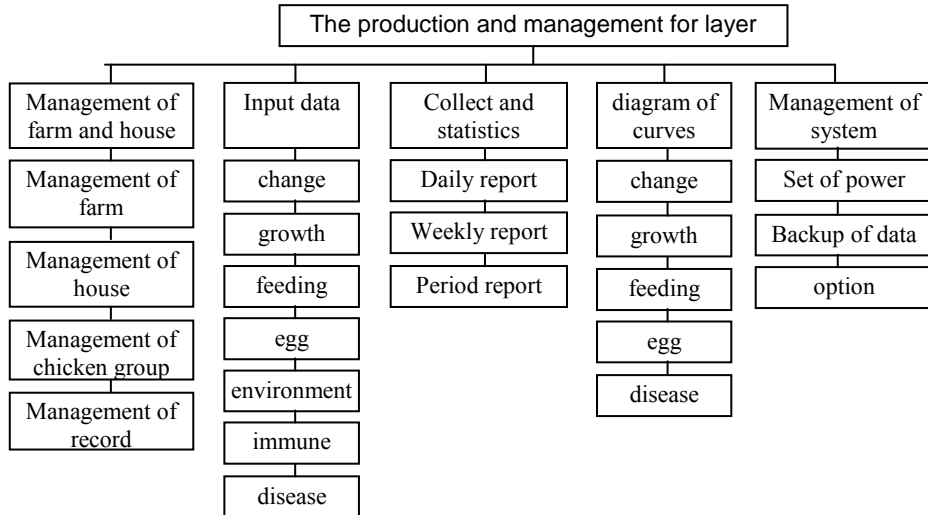 The production and management for layer
Management of
farm and house
Management of
farm
Management of
house
Management of
chicken group
Management of
record
Input data
change
growth
feeding
egg
environment
immune
disease
Collect and
statistics
Daily report
Weekly report
Period report
diagram of
curves
change
growth
feeding
egg
disease
Management of
system
Set of power
Backup of data
option